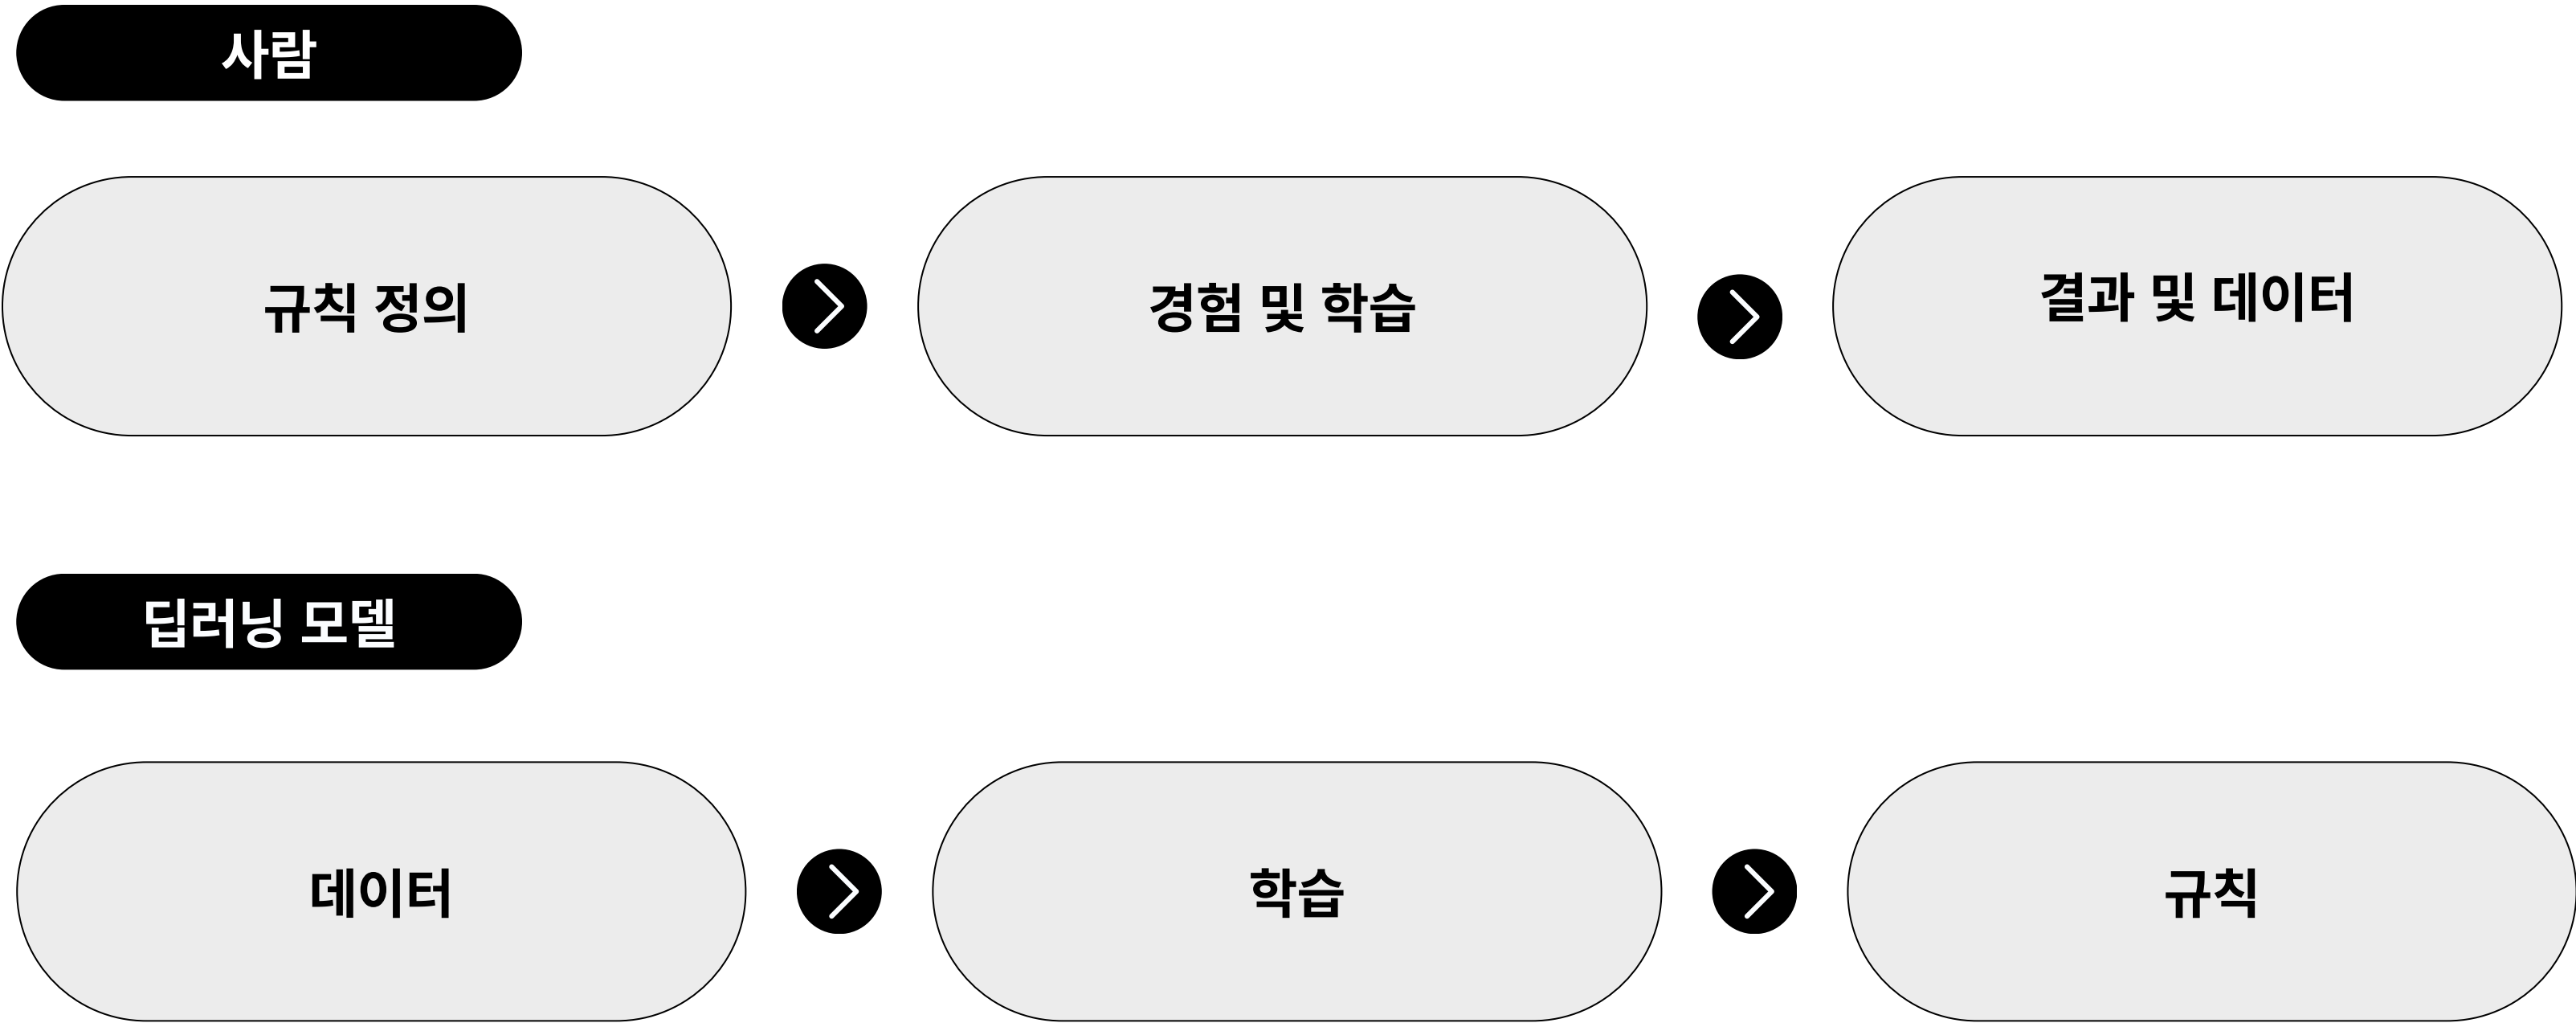 사람
규칙 정의
경험 및 학습
결과 및 데이터
딥러닝 모델
데이터
학습
규칙